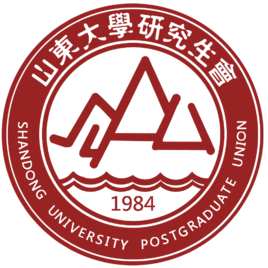 山東大學研究生會
1984
SHANDONG UNIVERSITY POSTGRADUATE UNION